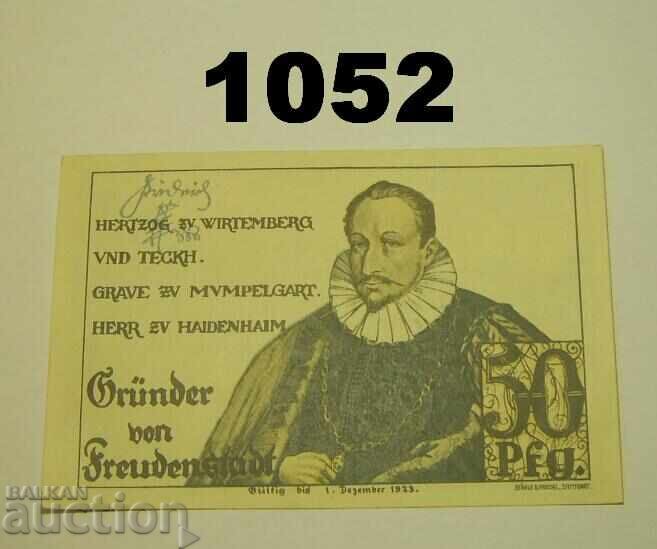 1052
Friedrich
HERTZOG ZV WIRTEMBERG
VND TECKH.
GRAVE ZV MVMPELGART.
HERR ZV HAIDENHAIM
Gründer
von
Freudenstadt
50
Pfg.
Gültig bis 1. Dezember 1923.
BALKAN
auction